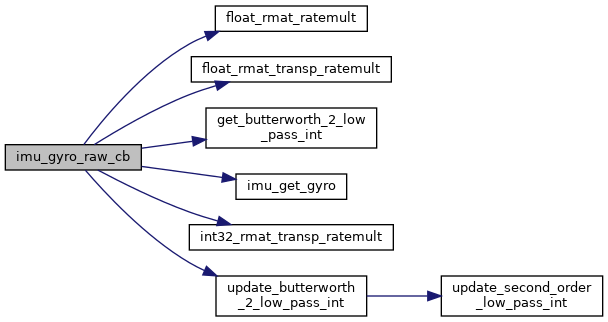 float_rmat_ratemult
float_rmat_transp_ratemult
get_butterworth_2_low
_pass_int
imu_gyro_raw_cb
imu_get_gyro
int32_rmat_transp_ratemult
update_butterworth
_2_low_pass_int
update_second_order
_low_pass_int